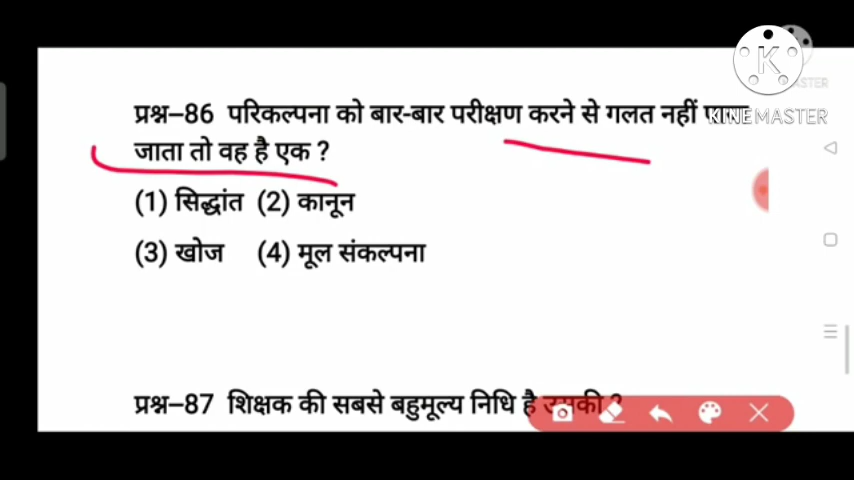 प्रश्न–86 परिकल्पना को बार-बार परीक्षण करने से गलत नहीं
जाता तो वह है एक ?
(1) सिद्धांत (2) कानून
(3) खोज (4) मूल संकल्पना
प्रश्न–87 शिक्षक की सबसे बहुमूल्य निधि है उसकी ?
K
KINEMASTER